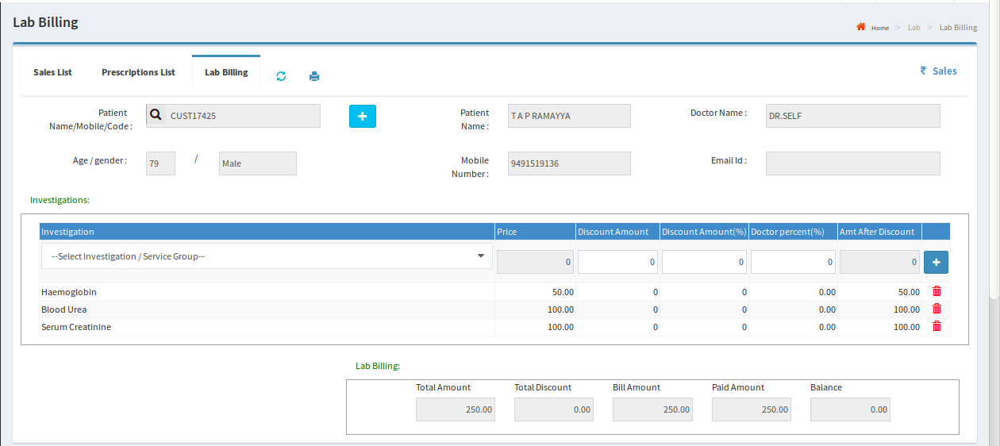 Lab Billing
Home > Lab > Lab Billing
Sales List Prescriptions List Lab Billing ₹ Sales
Patient Name/Mobile/Code : CUST17425
Patient Name : T A P RAMAYYA
Doctor Name : DR.SELF
Age / gender : 79 / Male
Mobile Number : 9491519136
Email Id :
Investigations:
Investigation Price Discount Amount Discount Amount(%) Doctor percent(%) Amt After Discount
--Select Investigation / Service Group-- 0 0 0 0 0
Haemoglobin 50.00 0 0 0.00 50.00
Blood Urea 100.00 0 0 0.00 100.00
Serum Creatinine 100.00 0 0 0.00 100.00
Lab Billing:
Total Amount Total Discount Bill Amount Paid Amount Balance
250.00 0.00 250.00 250.00 0.00